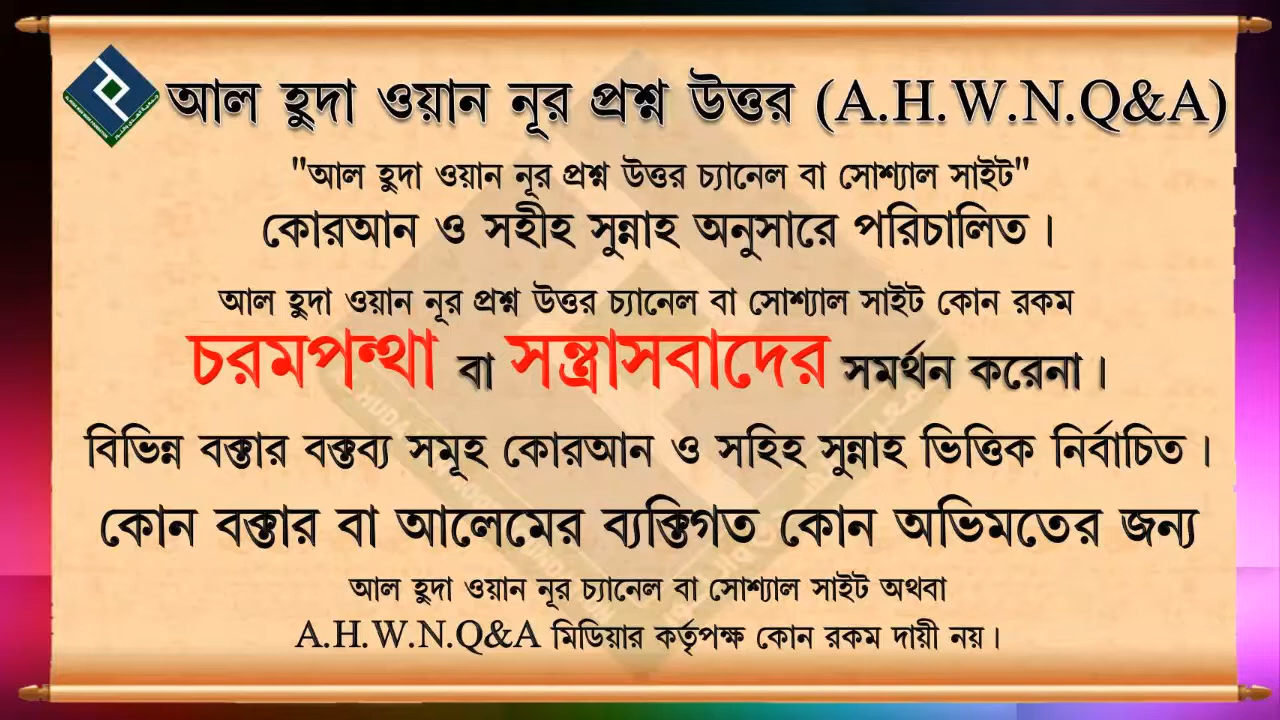 আল হুদা ওয়ান নূর প্রশ্ন উত্তর (A.H.W.N.Q&A)
"আল হুদা ওয়ান নূর প্রশ্ন উত্তর চ্যানেল বা সোশ্যাল সাইট"
কোরআন ও সহীহ সুন্নাহ অনুসারে পরিচালিত।
আল হুদা ওয়ান নূর প্রশ্ন উত্তর চ্যানেল বা সোশ্যাল সাইট কোন রকম
চরমপন্থা বা সন্ত্রাসবাদের সমর্থন করেনা।
বিভিন্ন বক্তার বক্তব্য সমূহ কোরআন ও সহিহ সুন্নাহ ভিত্তিক নির্বাচিত।
কোন বক্তার বা আলেমের ব্যক্তিগত কোন অভিমতের জন্য
আল হুদা ওয়ান নূর চ্যানেল বা সোশ্যাল সাইট অথবা
A.H.W.N.Q&A মিডিয়ার কর্তৃপক্ষ কোন রকম দায়ী নয়।